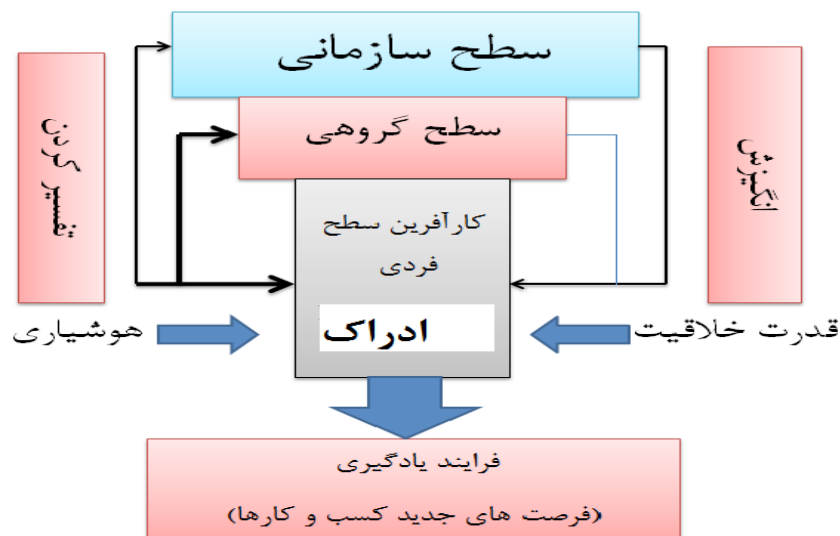 سطح سازمانی
سطح گروهی
انگیزش
تفسیر کردن
کارآفرین سطح
فردی
ادراک
قدرت خلاقیت
هوشیاری
فرایند یادگیری
(فرصت های جدید کسب و کارها)